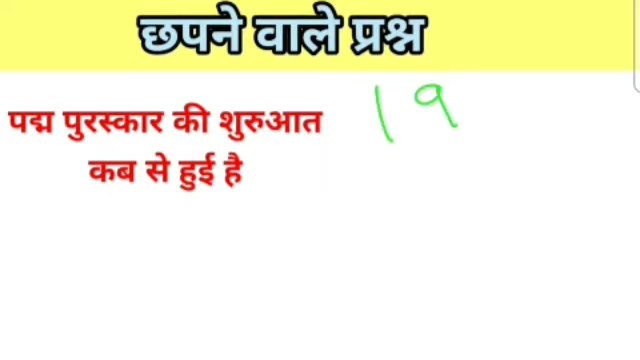 छपने वाले प्रश्न
पद्म पुरस्कार की शुरुआत
कब से हुई है
19